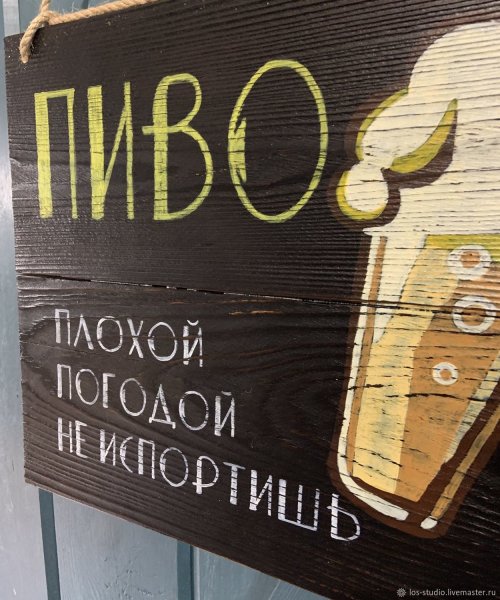 ПИВО
ПЛОХОЙ
ПОГОДОЙ
НЕ ИСПОРТИШЬ
los-studio.livemaster.ru